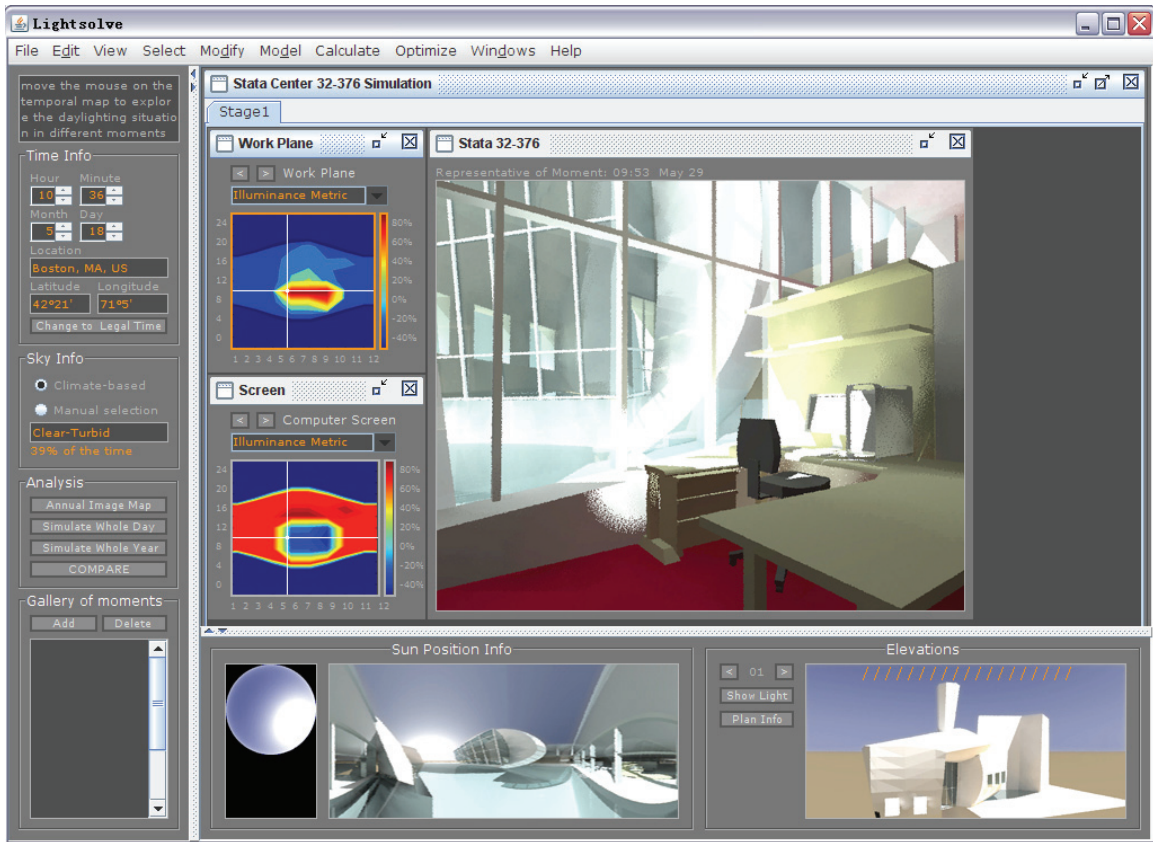 Lightsolve
File Edit View Select Modify Model Calculate Optimize Windows Help
move the mouse on the
temporal map to explor
e the daylighting situatio
n in different moments
Time Info
Hour Minute
10 36
Month Day
5 18
Location
Boston, MA, US
Latitude Longitude
42º21' 71º5'
Change to Legal Time
Sky Info
Climate-based
Manual selection
Clear-Turbid
39% of the time
Analysis
Annual Image Map
Simulate Whole Day
Simulate Whole Year
COMPARE
Gallery of moments
Add Delete
Stata Center 32-376 Simulation
Stage1
Work Plane
< > Work Plane
Illuminance Metric
24
20
16
12
8
4
0
1 2 3 4 5 6 7 8 9 10 11 12
80%
60%
40%
20%
0%
-20%
-40%
Screen
< > Computer Screen
Illuminance Metric
24
20
16
12
8
4
0
1 2 3 4 5 6 7 8 9 10 11 12
80%
60%
40%
20%
0%
-20%
-40%
Stata 32-376
Representative of Moment: 09:53 May 29
Sun Position Info
Elevations
< 01 >
Show Light
Plan Info